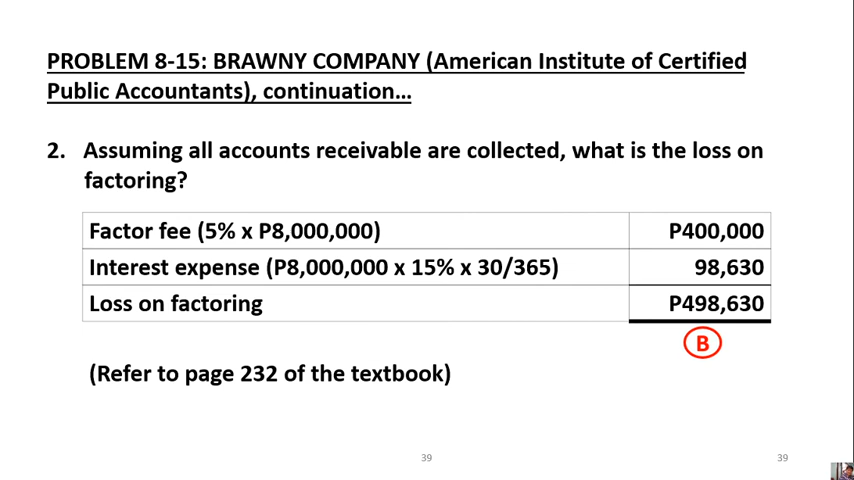 PROBLEM 8-15: BRAWNY COMPANY (American Institute of Certified
Public Accountants), continuation…
2. Assuming all accounts receivable are collected, what is the loss on
factoring?
Factor fee (5% x P8,000,000) P400,000
Interest expense (P8,000,000 x 15% x 30/365) 98,630
Loss on factoring P498,630
B
(Refer to page 232 of the textbook)
39 39